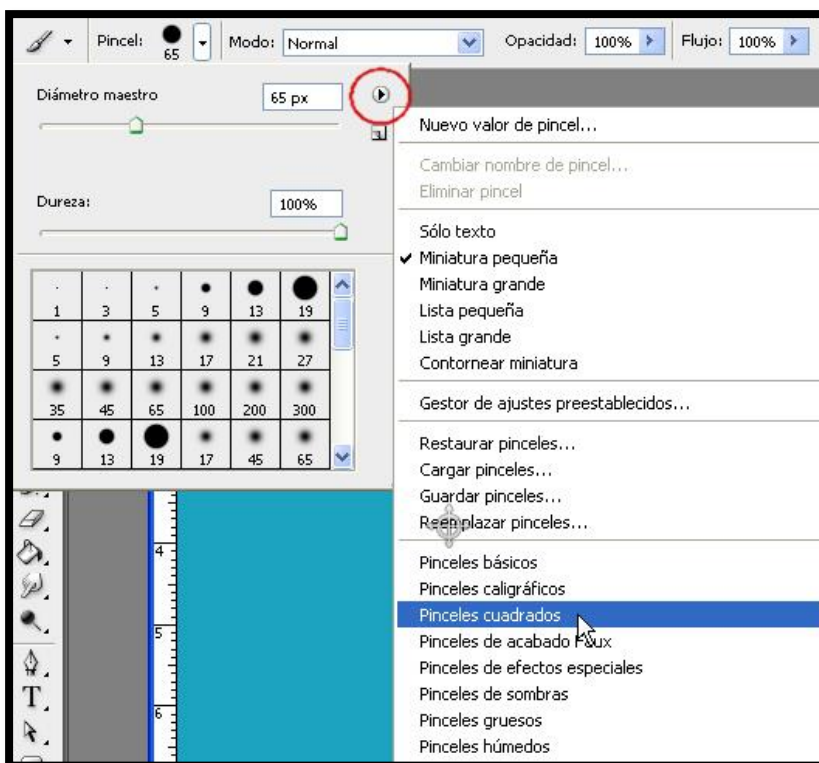 Pincel: 65 Modo: Normal Opacidad: 100% Flujo: 100%
Diámetro maestro 65 px
Dureza: 100%
1 3 5 9 13 19
5 9 13 17 21 27
35 45 65 100 200 300
9 13 19 17 45 65
Nuevo valor de pincel...
Cambiar nombre de pincel...
Eliminar pincel
Sólo texto
Miniatura pequeña
Miniatura grande
Lista pequeña
Lista grande
Contornear miniatura
Gestor de ajustes preestablecidos...
Restaurar pinceles...
Cargar pinceles...
Guardar pinceles...
Reemplazar pinceles...
Pinceles básicos
Pinceles caligráficos
Pinceles cuadrados
Pinceles de acabado Faux
Pinceles de efectos especiales
Pinceles de sombras
Pinceles gruesos
Pinceles húmedos
4
5
T
6